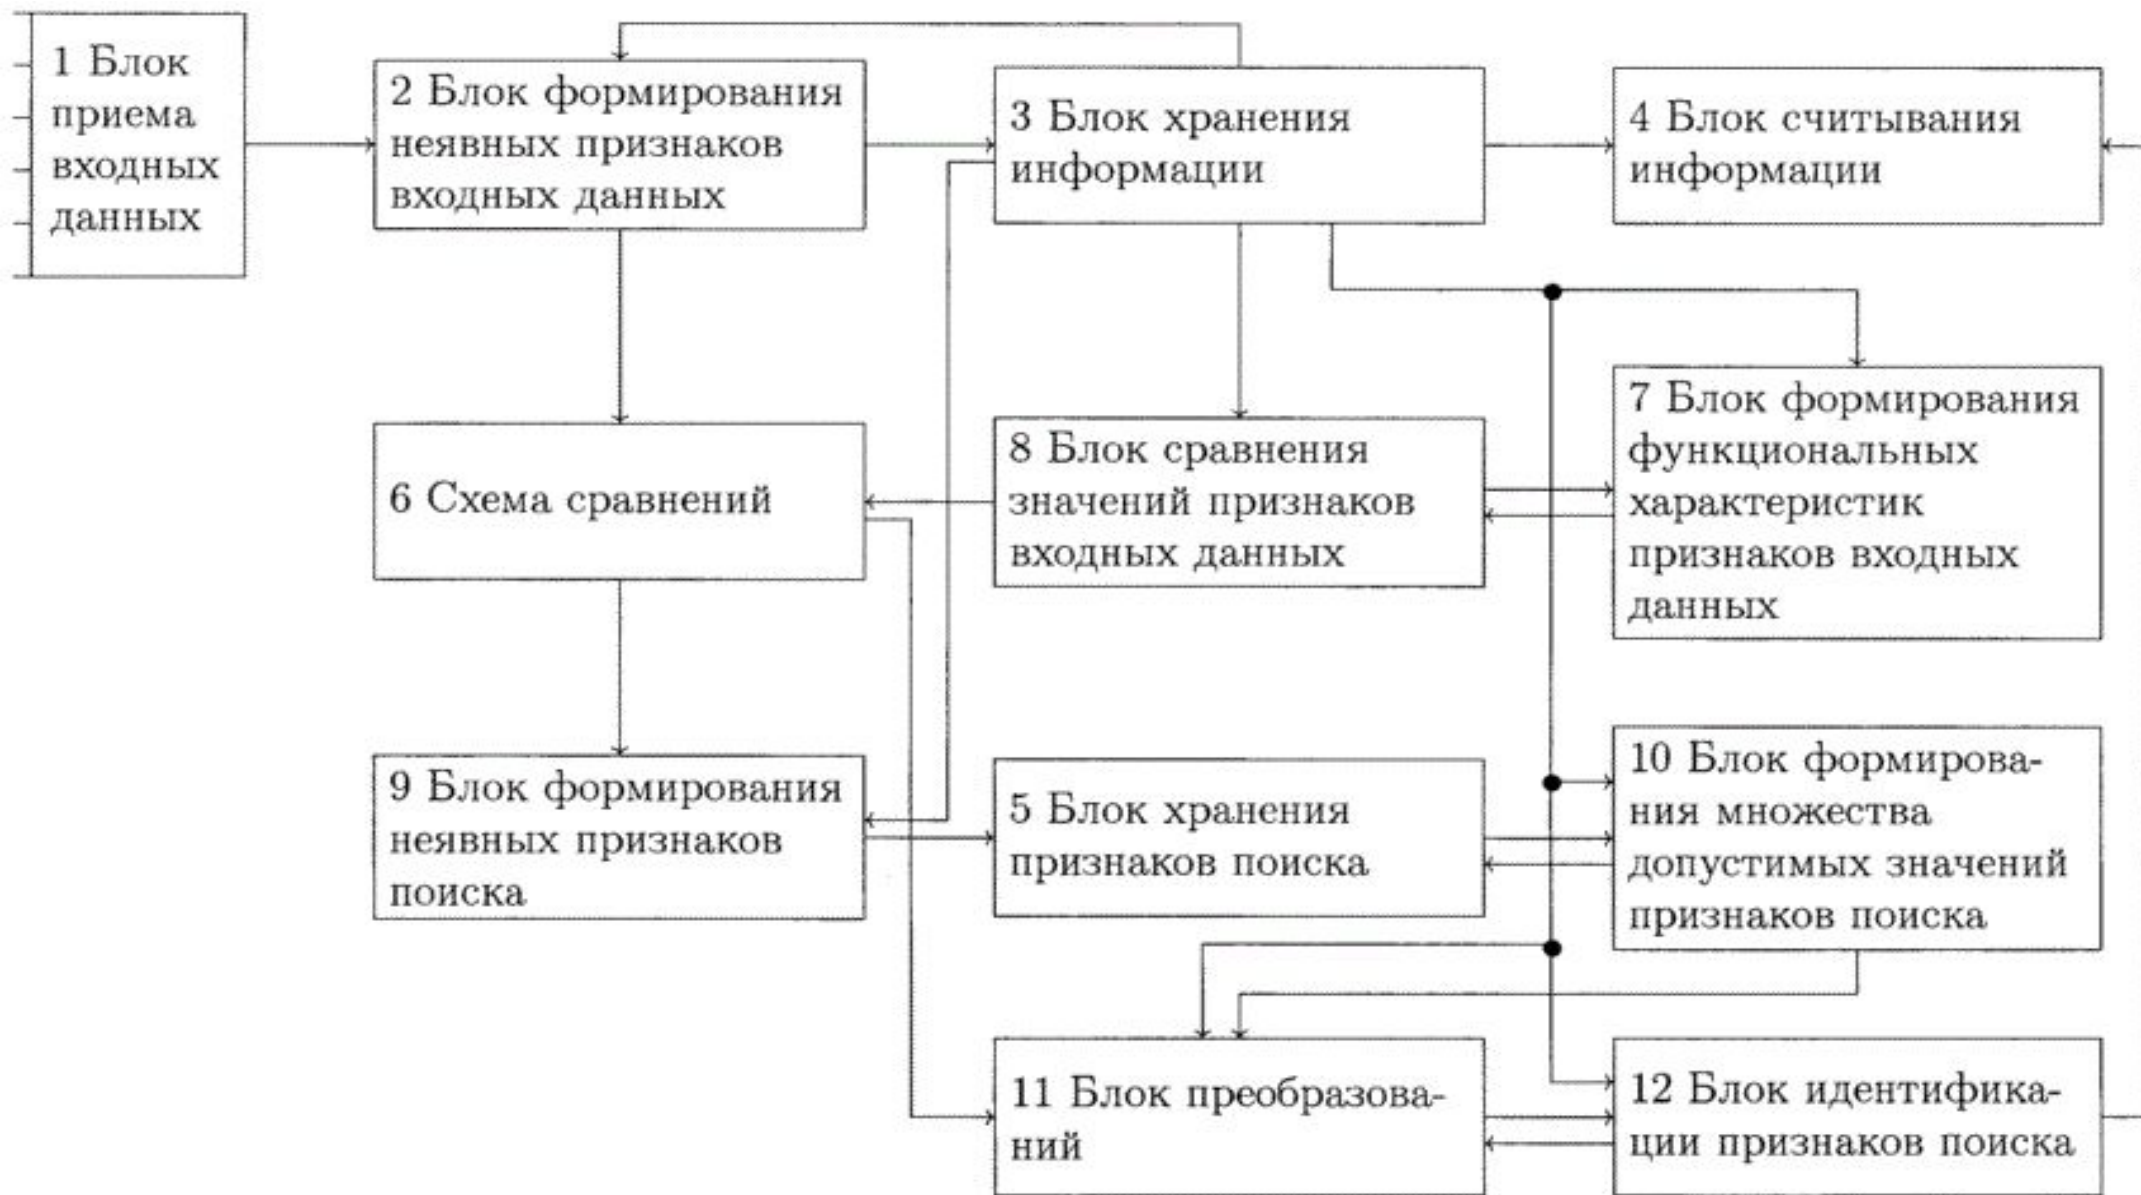 1 Блок
приема
входных
данных
2 Блок формирования
неявных признаков
входных данных
3 Блок хранения
информации
4 Блок считывания
информации
6 Схема сравнений
8 Блок сравнения
значений признаков
входных данных
7 Блок формирования
функциональных
характеристик
признаков входных
данных
9 Блок формирования
неявных признаков
поиска
5 Блок хранения
признаков поиска
10 Блок формирова-
ния множества
допустимых значений
признаков поиска
11 Блок преобразова-
ний
12 Блок идентифика-
ции признаков поиска